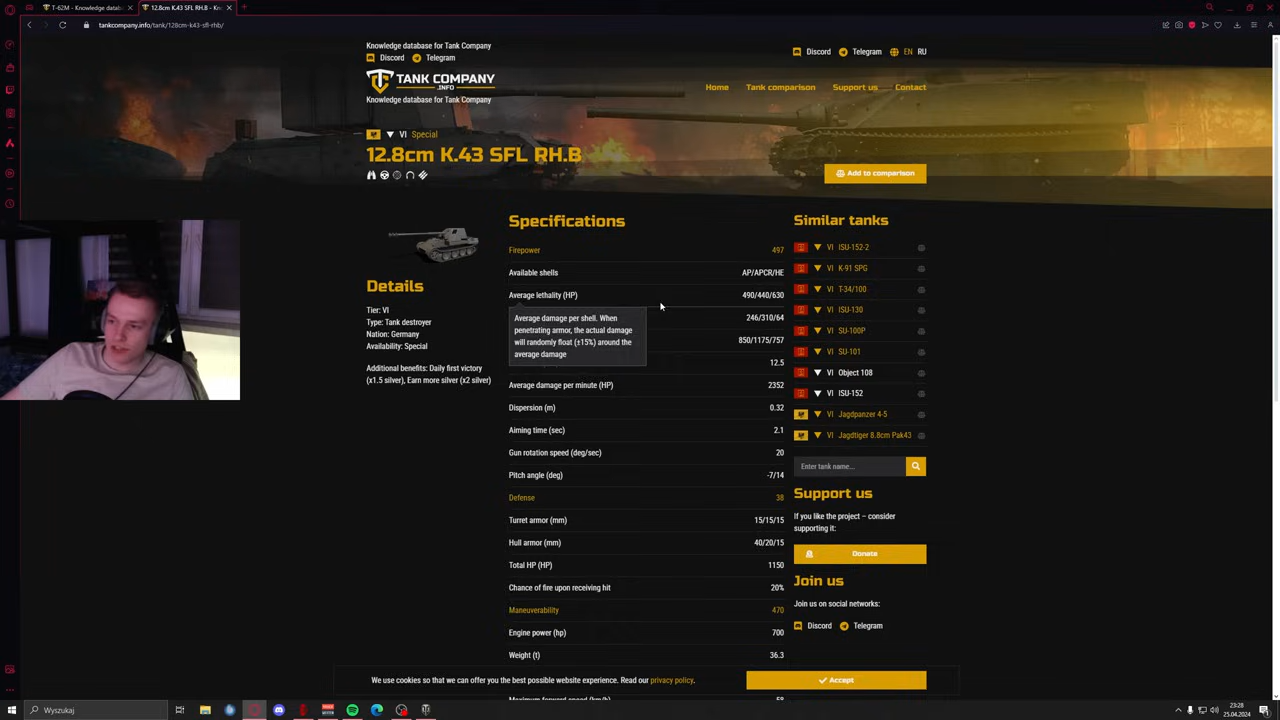 T-62M - Knowledge databa
12.8cm K.43 SFL RH.B - Kn
tankcompany.info/tank/128cm-k43-sfl-rhb/
Knowledge database for Tank Company
Discord
Telegram
Discord
Telegram
EN
RU
TANK COMPANY
.INFO
Knowledge database for Tank Company
Home
Tank comparison
Support us
Contact
VI Special
12.8cm K.43 SFL RH.B
Add to comparison
Details
Tier: VI
Type: Tank destroyer
Nation: Germany
Availability: Special
Additional benefits: Daily first victory
(x1.5 silver), Earn more silver (x2 silver)
Specifications
Firepower 497
Available shells AP/APCR/HE
Average lethality (HP) 490/440/630
Average damage per shell. When
penetrating armor, the actual damage
will randomly float (±15%) around the
average damage
246/310/64
850/1175/757
12.5
Average damage per minute (HP) 2352
Dispersion (m) 0.32
Aiming time (sec) 2.1
Gun rotation speed (deg/sec) 20
Pitch angle (deg) -7/14
Defense 38
Turret armor (mm) 15/15/15
Hull armor (mm) 40/20/15
Total HP (HP) 1150
Chance of fire upon receiving hit 20%
Maneuverability 470
Engine power (hp) 700
Weight (t) 36.3
Maximum forward speed (km/h) 58
Similar tanks
VI ISU-152-2
VI K-91 SPG
VI T-34/100
VI ISU-130
VI SU-100P
VI SU-101
VI Object 108
VI ISU-152
VI Jagdpanzer 4-5
VI Jagdtiger 8.8cm Pak43
Enter tank name...
Support us
If you like the project – consider
supporting it:
Donate
Join us
Join us on social networks:
Discord
Telegram
We use cookies so that we can offer you the best possible website experience. Read our privacy policy.
Accept
Wyszukaj
23:28
25.04.2024